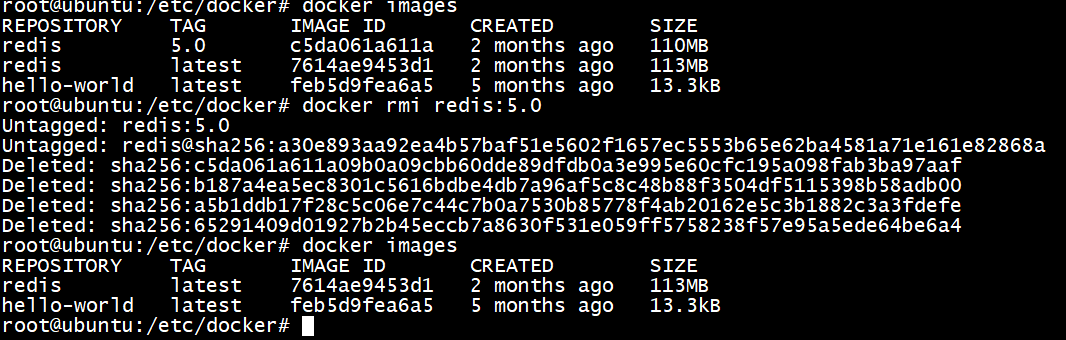 root@ubuntu:/etc/docker# docker images
REPOSITORY TAG IMAGE ID CREATED SIZE
redis 5.0 c5da061a611a 2 months ago 110MB
redis latest 7614ae9453d1 2 months ago 113MB
hello-world latest feb5d9fea6a5 5 months ago 13.3kB
root@ubuntu:/etc/docker# docker rmi redis:5.0
Untagged: redis:5.0
Untagged: redis@sha256:a30e893aa92ea4b57baf51e5602f1657ec5553b65e62ba4581a71e161e82868a
Deleted: sha256:c5da061a611a09b0a09cbb60dde89dfdb0a3e995e60cfc195a098fab3ba97aaf
Deleted: sha256:b187a4ea5ec8301c5616bdbe4db7a96af5c8c48b88f3504df5115398b58adb00
Deleted: sha256:a5b1ddb17f28c5c06e7c44c7b0a7530b85778f4ab20162e5c3b1882c3a3fdefe
Deleted: sha256:65291409d01927b2b45eccb7a8630f531e059ff5758238f57e95a5ede64be6a4
root@ubuntu:/etc/docker# docker images
REPOSITORY TAG IMAGE ID CREATED SIZE
redis latest 7614ae9453d1 2 months ago 113MB
hello-world latest feb5d9fea6a5 5 months ago 13.3kB
root@ubuntu:/etc/docker#